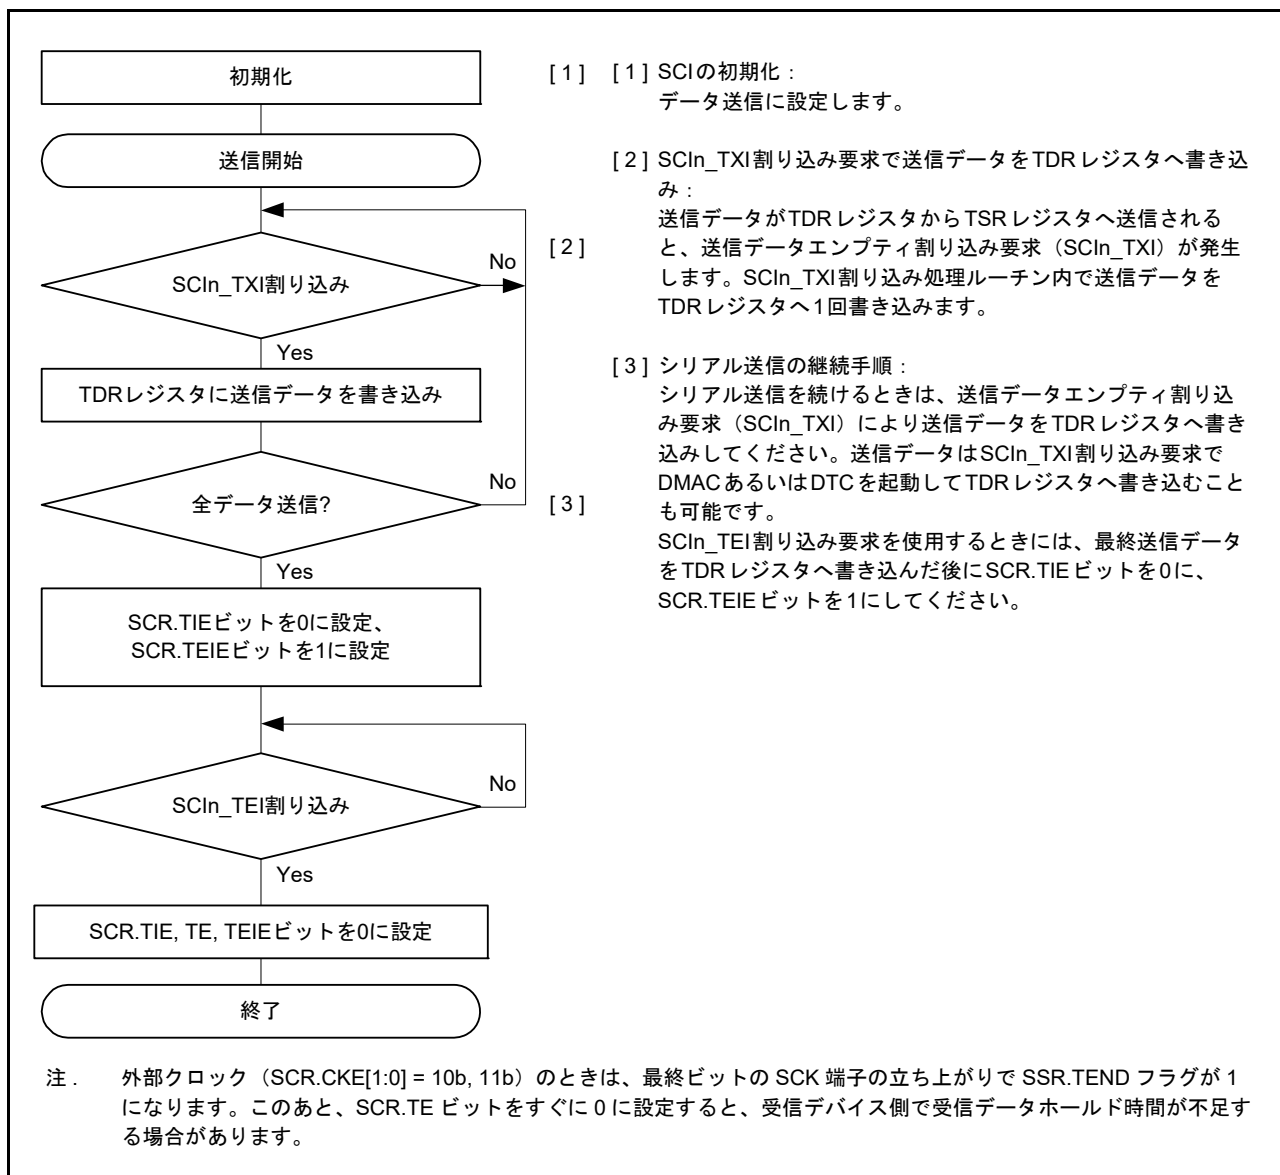 初期化
[ 1 ]
送信開始
SCIn_TXI割り込み
No
[ 2 ]
Yes
TDRレジスタに送信データを書き込み
全データ送信?
No
[ 3 ]
Yes
SCR.TIEビットを0に設定、
SCR.TEIEビットを1に設定
SCIn_TEI割り込み
No
Yes
SCR.TIE, TE, TEIEビットを0に設定
終了
[ 1 ] SCIの初期化：
データ送信に設定します。
[ 2 ] SCIn_TXI割り込み要求で送信データをTDRレジスタへ書き込
み：
送信データがTDRレジスタからTSRレジスタへ送信される
と、送信データエンプティ割り込み要求（SCIn_TXI）が発生
します。SCIn_TXI割り込み処理ルーチン内で送信データを
TDRレジスタへ1回書き込みます。
[ 3 ] シリアル送信の継続手順：
シリアル送信を続けるときは、送信データエンプティ割り込
み要求（SCIn_TXI）により送信データをTDRレジスタへ書き
込みしてください。送信データはSCIn_TXI割り込み要求で
DMACあるいはDTCを起動してTDRレジスタへ書き込むこと
も可能です。
SCIn_TEI割り込み要求を使用するときには、最終送信データ
をTDRレジスタへ書き込んだ後にSCR.TIEビットを0に、
SCR.TEIEビットを1にしてください。
注 . 外部クロック（SCR.CKE[1:0] = 10b, 11b）のときは、最終ビットの SCK 端子の立ち上がりで SSR.TEND フラグが 1
になります。このあと、SCR.TE ビットをすぐに 0 に設定すると、受信デバイス側で受信データホールド時間が不足す
る場合があります。